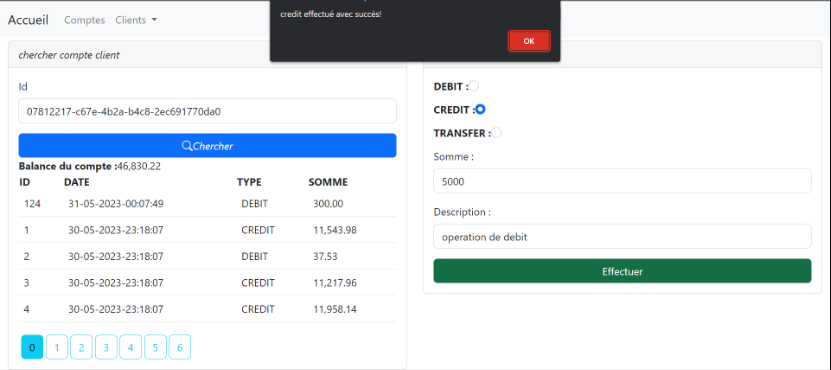 credit effectué avec succés!
OK
Accueil Comptes Clients
chercher compte client
Id
07812217-c67e-4b2a-b4c8-2ec691770da0
Chercher
Balance du compte :46,830.22
ID DATE TYPE SOMME
124 31-05-2023-00:07:49 DEBIT 300.00
1 30-05-2023-23:18:07 CREDIT 11,543.98
2 30-05-2023-23:18:07 DEBIT 37.53
3 30-05-2023-23:18:07 CREDIT 11,217.96
4 30-05-2023-23:18:07 CREDIT 11,958.14
0 1 2 3 4 5 6
DEBIT :
CREDIT :
TRANSFER :
Somme :
5000
Description :
operation de debit
Effectuer